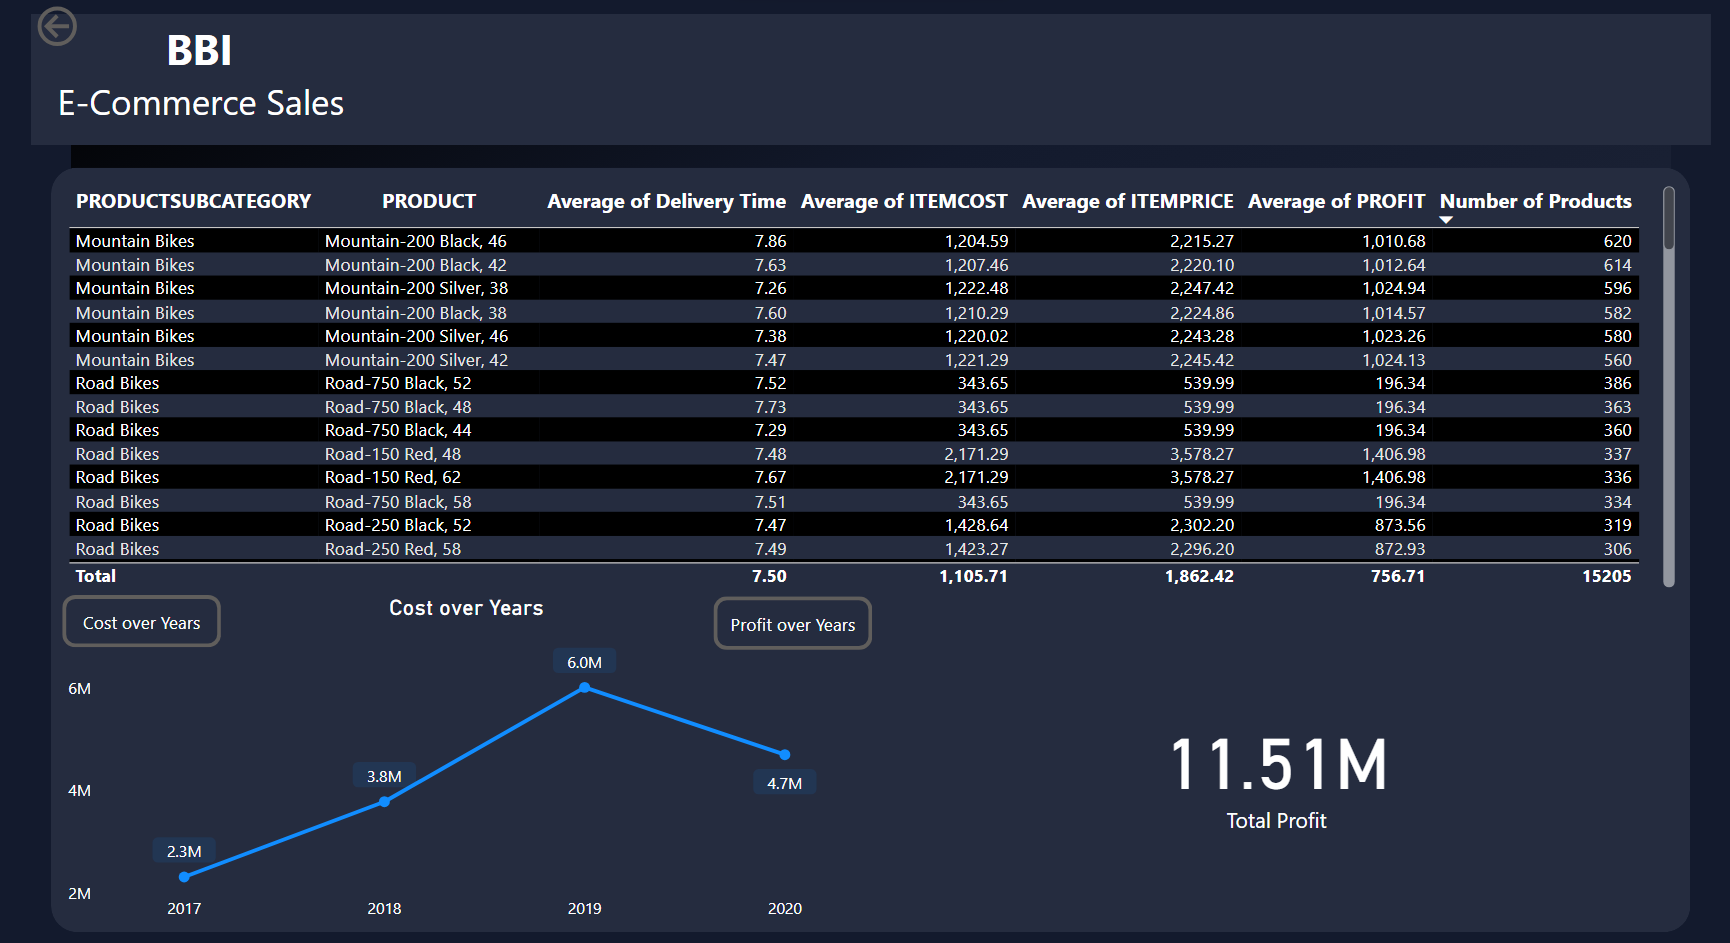 BBI
E-Commerce Sales
PRODUCTSUBCATEGORY PRODUCT Average of Delivery Time Average of ITEMCOST Average of ITEMPRICE Average of PROFIT Number of Products
Mountain Bikes Mountain-200 Black, 46 7.86 1,204.59 2,215.27 1,010.68 620
Mountain Bikes Mountain-200 Black, 42 7.63 1,207.46 2,220.10 1,012.64 614
Mountain Bikes Mountain-200 Silver, 38 7.26 1,222.48 2,247.42 1,024.94 596
Mountain Bikes Mountain-200 Black, 38 7.60 1,210.29 2,224.86 1,014.57 582
Mountain Bikes Mountain-200 Silver, 46 7.38 1,220.02 2,243.28 1,023.26 580
Mountain Bikes Mountain-200 Silver, 42 7.47 1,221.29 2,245.42 1,024.13 560
Road Bikes Road-750 Black, 52 7.52 343.65 539.99 196.34 386
Road Bikes Road-750 Black, 48 7.73 343.65 539.99 196.34 363
Road Bikes Road-750 Black, 44 7.29 343.65 539.99 196.34 360
Road Bikes Road-150 Red, 48 7.48 2,171.29 3,578.27 1,406.98 337
Road Bikes Road-150 Red, 62 7.67 2,171.29 3,578.27 1,406.98 336
Road Bikes Road-750 Black, 58 7.51 343.65 539.99 196.34 334
Road Bikes Road-250 Black, 52 7.47 1,428.64 2,302.20 873.56 319
Road Bikes Road-250 Red, 58 7.49 1,423.27 2,296.20 872.93 306
Total 7.50 1,105.71 1,862.42 756.71 15205
Cost over Years
Cost over Years
Profit over Years
6M
4M
2M
2.3M
3.8M
6.0M
4.7M
2017 2018 2019 2020
11.51M
Total Profit